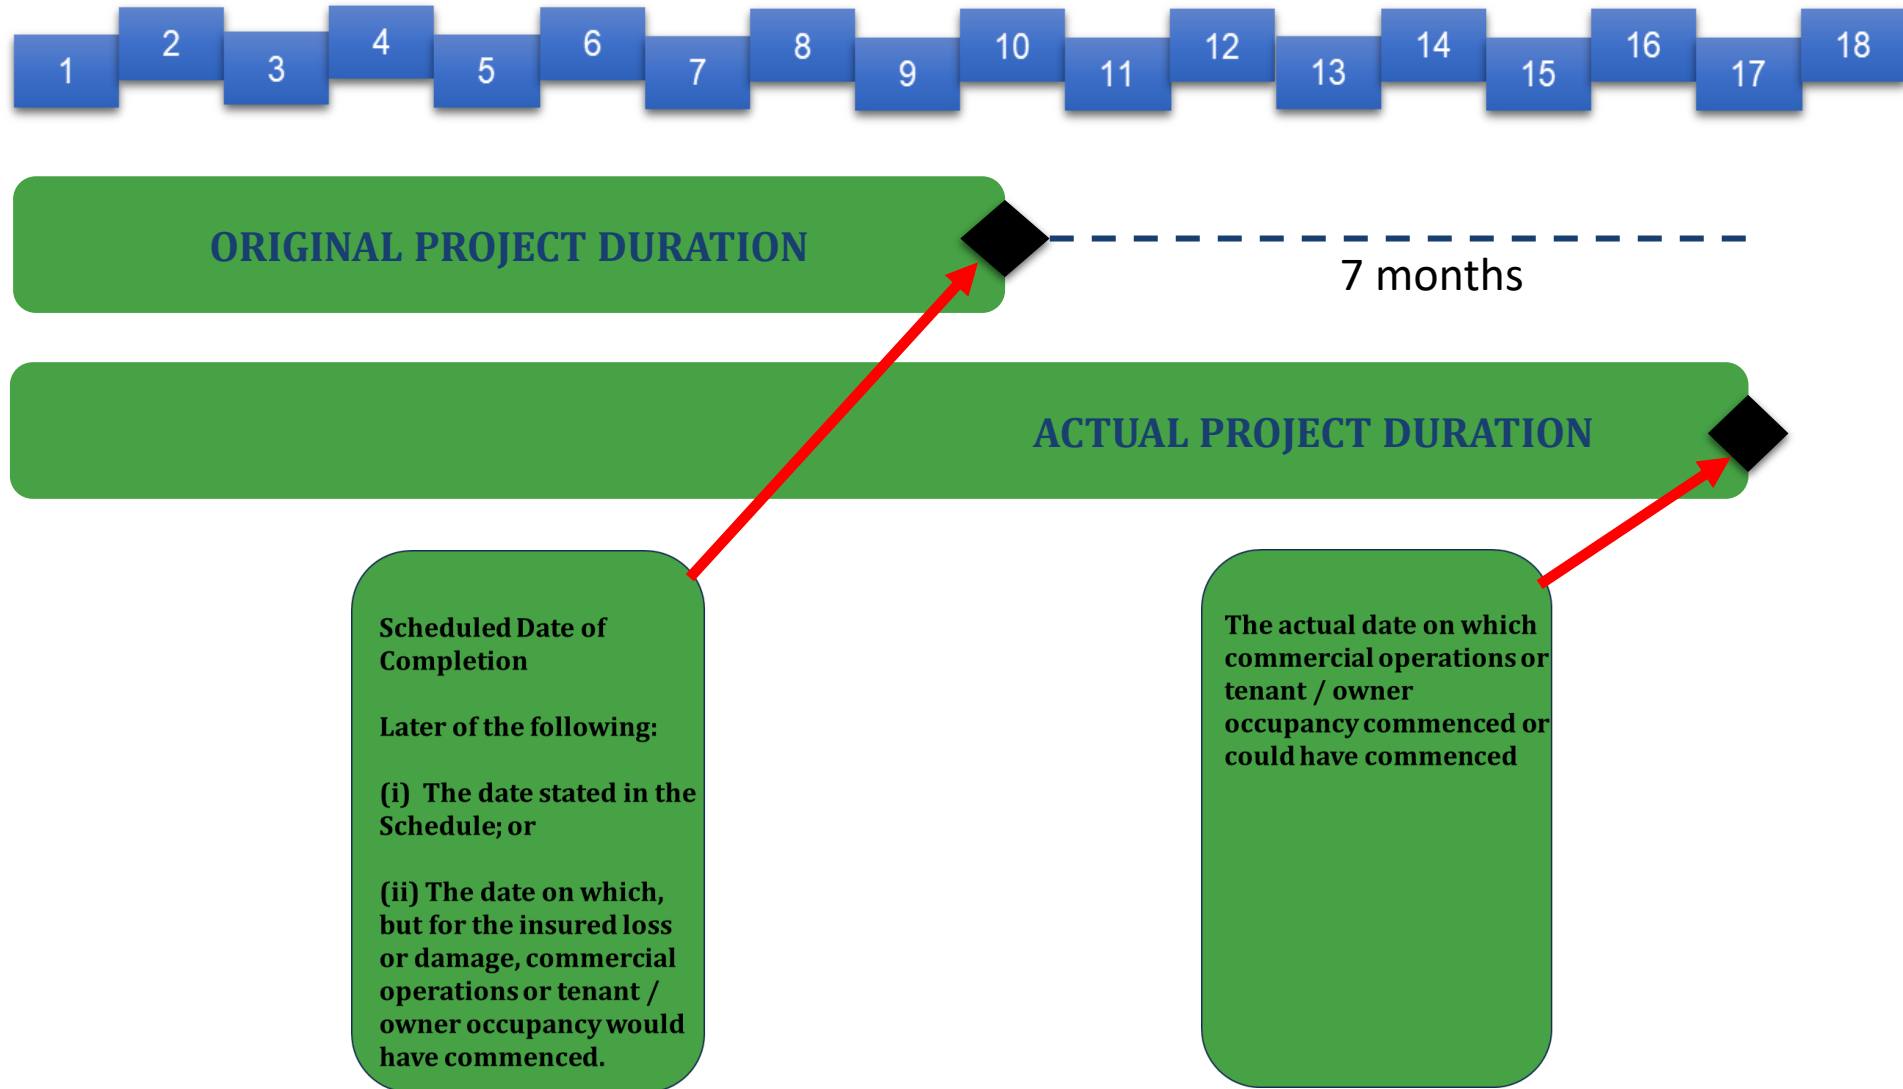 1
2
3
4
5
6
7
8
9
10
11
12
13
14
15
16
17
18
ORIGINAL PROJECT DURATION
7 months
ACTUAL PROJECT DURATION
Scheduled Date of
Completion
Later of the following:
(i) The date stated in the
Schedule; or
(ii) The date on which,
but for the insured loss
or damage, commercial
operations or tenant /
owner occupancy would
have commenced.
The actual date on which
commercial operations or
tenant / owner
occupancy commenced or
could have commenced